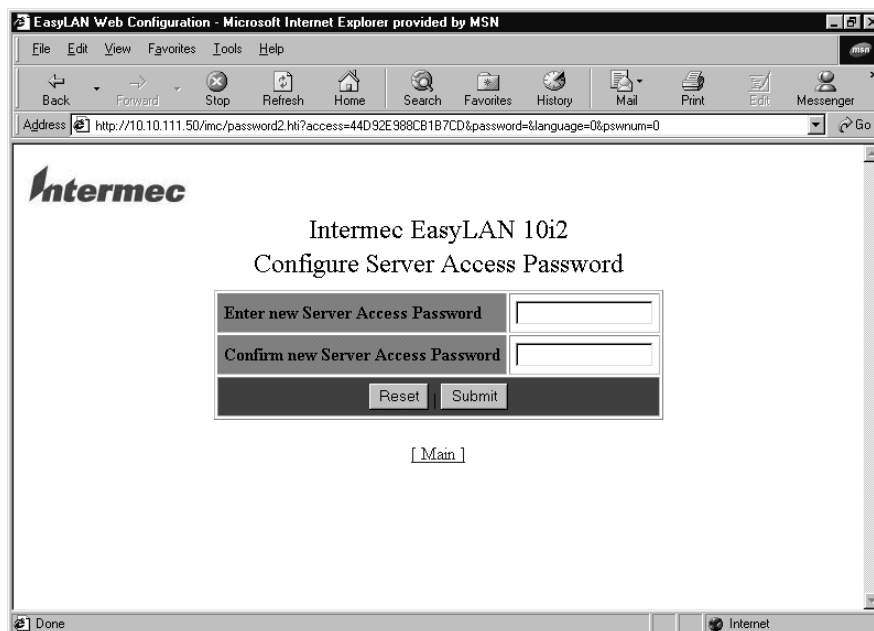 EasyLAN Web Configuration - Microsoft Internet Explorer provided by MSN
File Edit View Favorites Tools Help
msn
Back Forward Stop Refresh Home Search Favorites History Mail Print Edit Messenger
Address http://10.10.111.50/imc/password2.hti?access=44D92E988CB1B7CD&password=&language=0&pswnum=0 Go
Intermec
Intermec EasyLAN 10i2
Configure Server Access Password
Enter new Server Access Password
Confirm new Server Access Password
Reset | Submit
[ Main ]
Done Internet